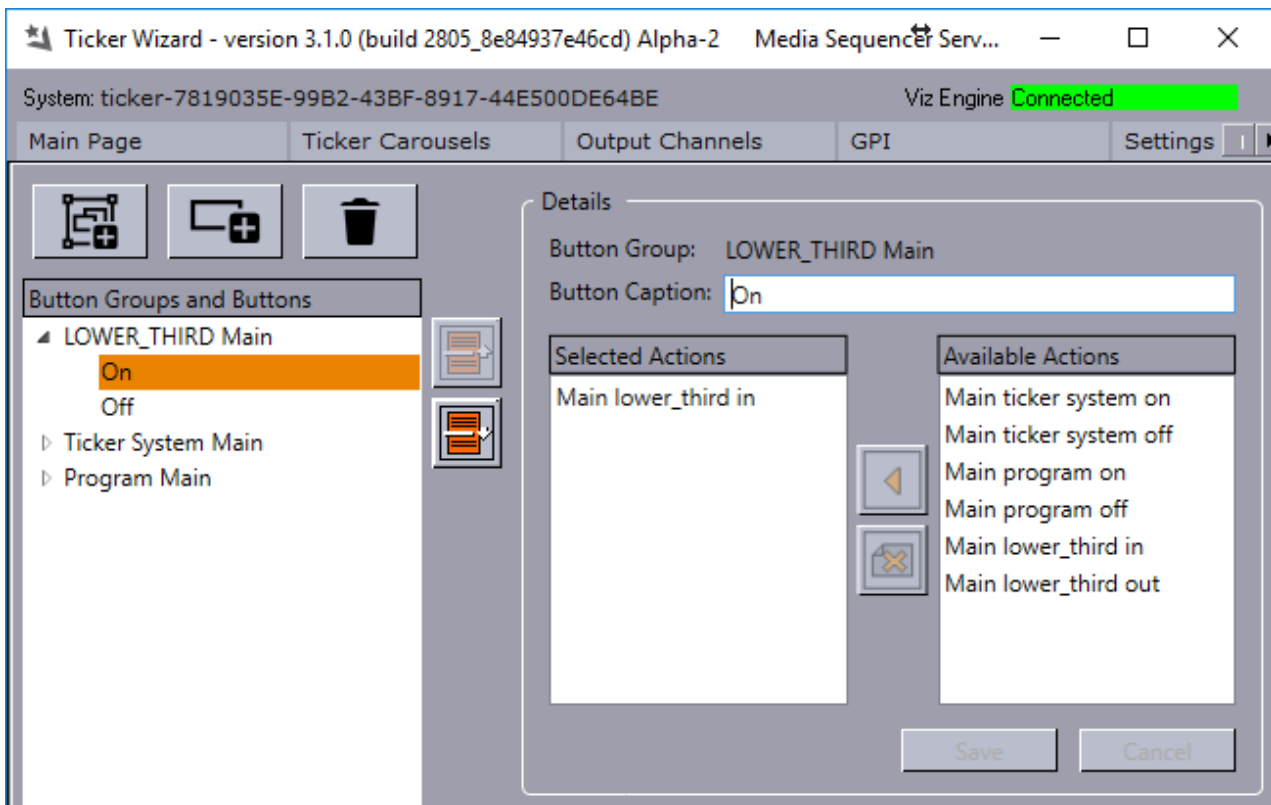 Ticker Wizard - version 3.1.0 (build 2805_8e84937e46cd) Alpha-2 Media Sequencer Serv...
System: ticker-7819035E-99B2-43BF-8917-44E500DE64BE Viz Engine Connected
Main Page Ticker Carousels Output Channels GPI Settings
Details
Button Group: LOWER_THIRD Main
Button Caption: On
Button Groups and Buttons
LOWER_THIRD Main
On
Off
Ticker System Main
Program Main
Selected Actions
Main lower_third in
Available Actions
Main ticker system on
Main ticker system off
Main program on
Main program off
Main lower_third in
Main lower_third out
Save Cancel